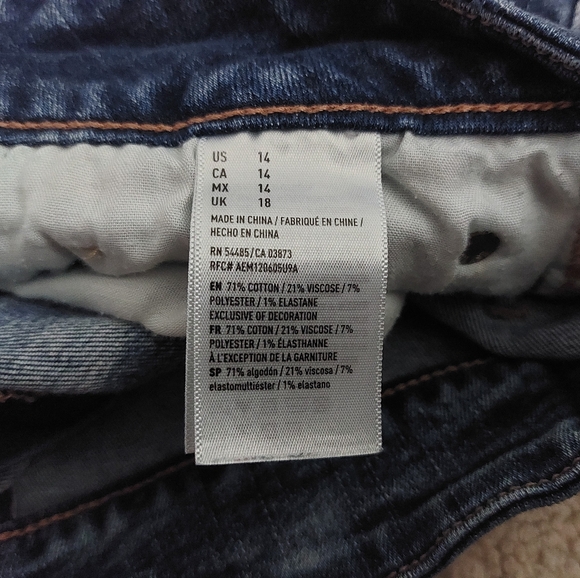 US 14
CA 14
MX 14
UK 18
MADE IN CHINA / FABRIQUÉ EN CHINE /
HECHO EN CHINA
RN 54485/CA 03873
RFC# AEM120605U9A
EN 71% COTTON / 21% VISCOSE / 7%
POLYESTER / 1% ELASTANE
EXCLUSIVE OF DECORATION
FR 71% COTON / 21% VISCOSE / 7%
POLYESTER / 1% ÉLASTHANNE
À L'EXCEPTION DE LA GARNITURE
SP 71% algodón / 21% viscosa / 7%
elastomultiéster / 1% elastano